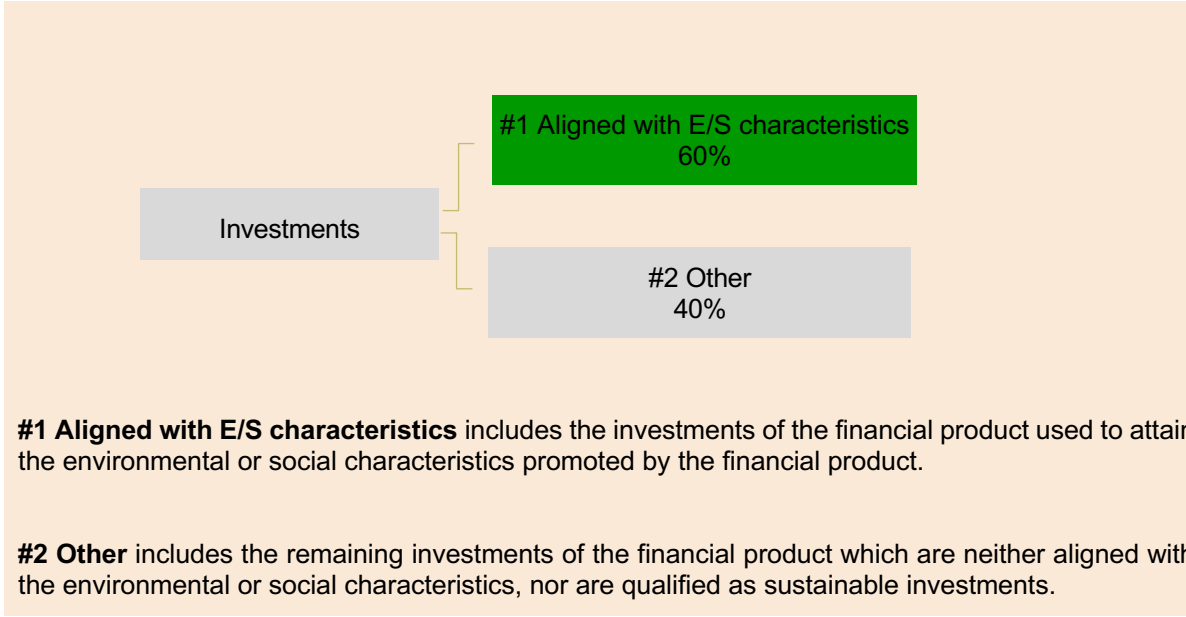 #1 Aligned with E/S characteristics
60%
Investments
#2 Other
40%
#1 Aligned with E/S characteristics includes the investments of the financial product used to attain
the environmental or social characteristics promoted by the financial product.
#2 Other includes the remaining investments of the financial product which are neither aligned with
the environmental or social characteristics, nor are qualified as sustainable investments.